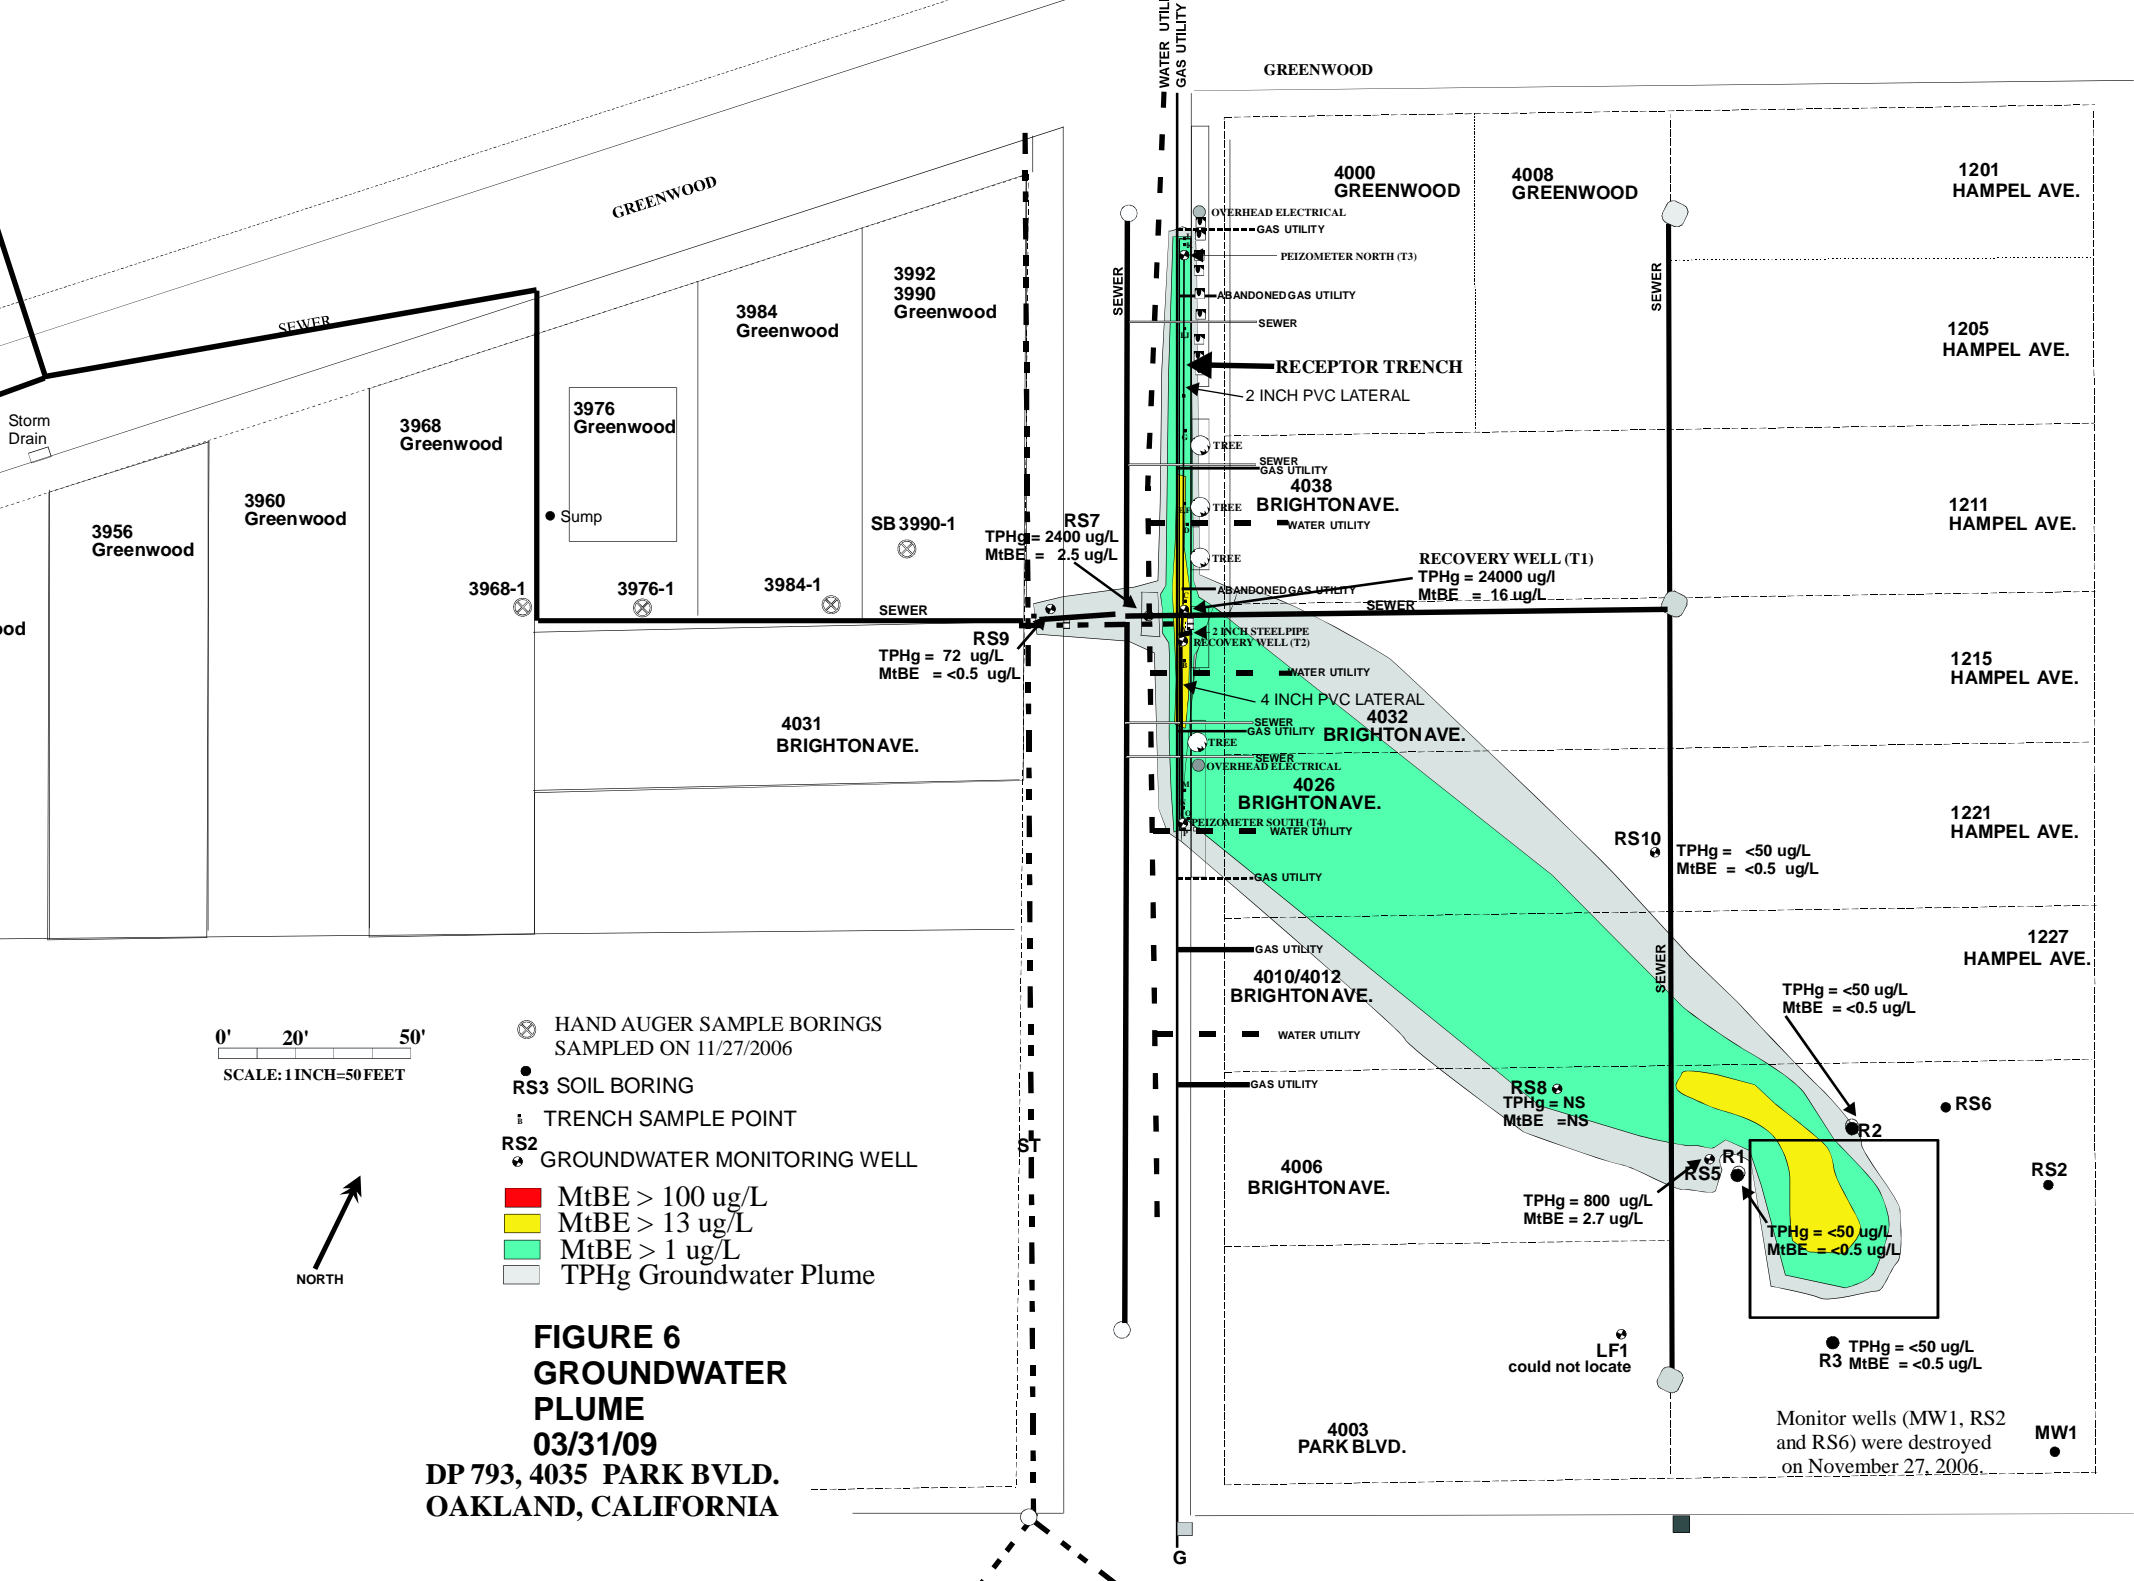 WATER UTILI
GAS UTILITY
GREENWOOD
GREENWOOD
4000
GREENWOOD
4008
GREENWOOD
1201
HAMPEL AVE.
OVERHEAD ELECTRICAL
GAS UTILITY
PEIZOMETER NORTH (T3)
SEWER
SEWER
3992
3990
Greenwood
ABANDONED GAS UTILITY
SEWER
3984
Greenwood
SEWER
1205
HAMPEL AVE.
RECEPTOR TRENCH
2 INCH PVC LATERAL
Storm
Drain
3976
Greenwood
3968
Greenwood
TREE
SEWER
GAS UTILITY
4038
BRIGHTON AVE.
3960
Greenwood
TREE
WATER UTILITY
1211
HAMPEL AVE.
3956
Greenwood
Sump
SB 3990-1
RS7
TPHg = 2400 ug/L
MtBE = 2.5 ug/L
TREE
RECOVERY WELL (T1)
TPHg = 24000 ug/l
MtBE = 16 ug/L
ABANDONED GAS UTILITY
SEWER
3968-1
3976-1
3984-1
SEWER
ood
RS9
TPHg = 72 ug/L
MtBE = <0.5 ug/L
2 INCH STEEL PIPE
RECOVERY WELL (T2)
WATER UTILITY
1215
HAMPEL AVE.
4 INCH PVC LATERAL
4031
BRIGHTON AVE.
4032
BRIGHTON AVE.
SEWER
GAS UTILITY
TREE
SEWER
OVERHEAD ELECTRICAL
4026
BRIGHTON AVE.
PEIZOMETER SOUTH (T4)
WATER UTILITY
1221
HAMPEL AVE.
RS10
TPHg = <50 ug/L
MtBE = <0.5 ug/L
GAS UTILITY
GAS UTILITY
1227
HAMPEL AVE.
SEWER
4010/4012
BRIGHTON AVE.
TPHg = <50 ug/L
MtBE = <0.5 ug/L
WATER UTILITY
GAS UTILITY
0' 20' 50'
SCALE: 1 INCH=50 FEET
HAND AUGER SAMPLE BORINGS
SAMPLED ON 11/27/2006
RS3 SOIL BORING
B TRENCH SAMPLE POINT
RS2
GROUNDWATER MONITORING WELL
MtBE > 100 ug/L
MtBE > 13 ug/L
MtBE > 1 ug/L
TPHg Groundwater Plume
NORTH
ST
RS8
TPHg = NS
MtBE =NS
RS6
R2
R1
RS5
RS2
4006
BRIGHTON AVE.
TPHg = 800 ug/L
MtBE = 2.7 ug/L
TPHg = <50 ug/L
MtBE = <0.5 ug/L
LF1
could not locate
R3
TPHg = <50 ug/L
MtBE = <0.5 ug/L
4003
PARK BLVD.
Monitor wells (MW1, RS2
and RS6) were destroyed
on November 27, 2006.
MW1
FIGURE 6
GROUNDWATER
PLUME
03/31/09
DP 793, 4035 PARK BVLD.
OAKLAND, CALIFORNIA
G